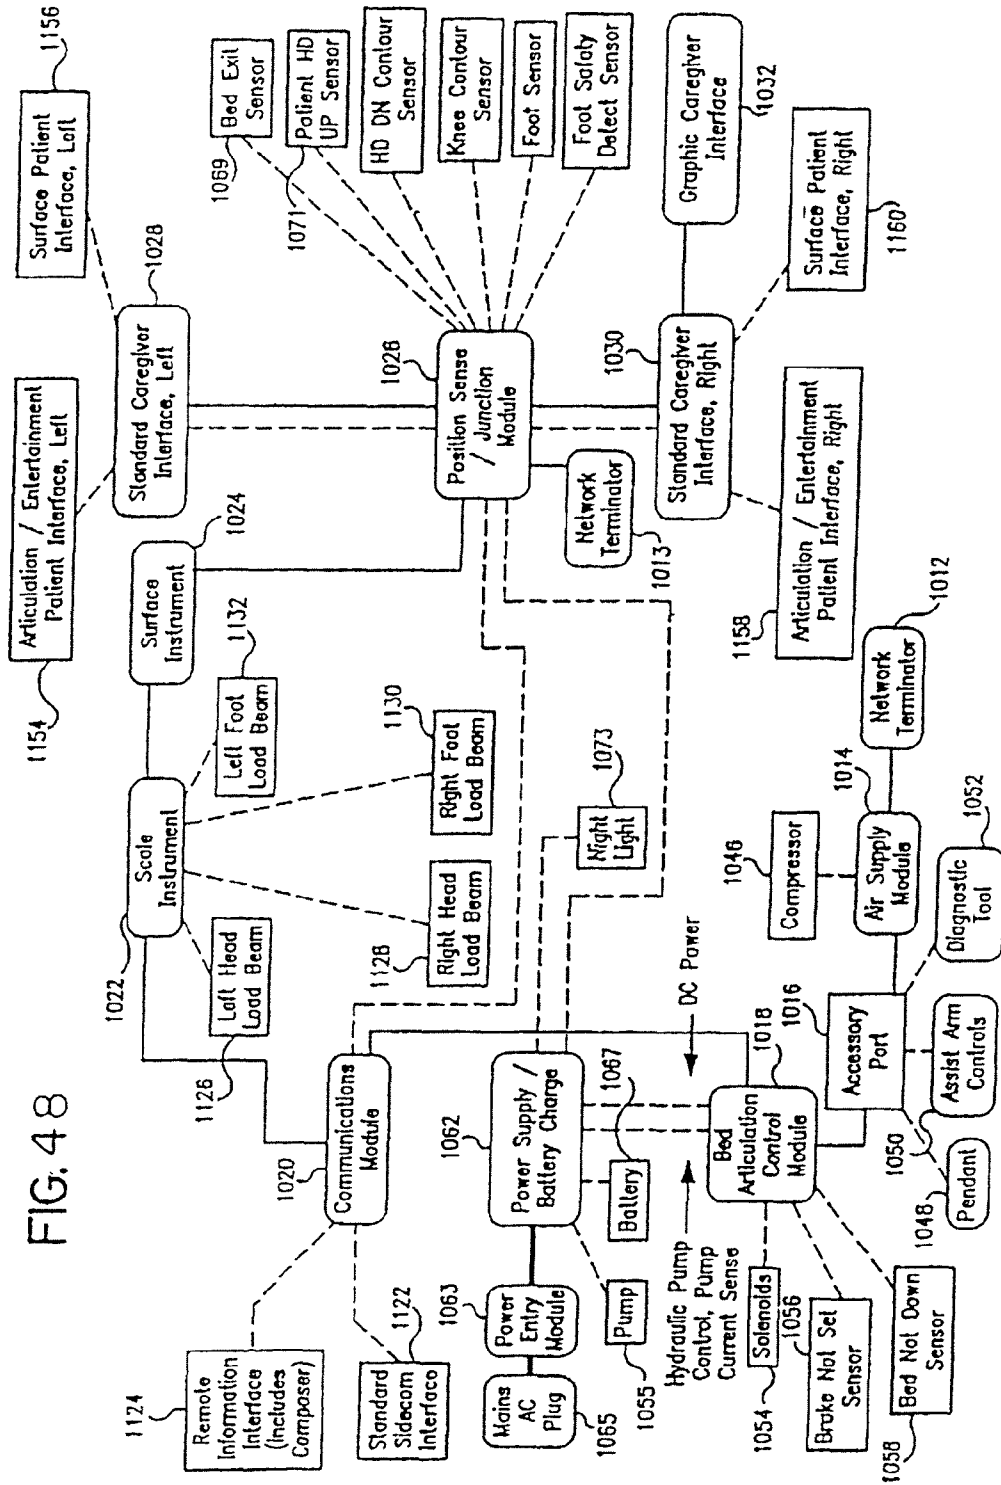 FIG. 48
1124
Remote
Information
Interface
(Includes
Composer)
Standard
Sidecom
Interface
1122
1020
Communications
Module
1126
Left Head
Load Beam
1022
Scale
Instrument
1128
Right Head
Load Beam
1130
Right Foot
Load Beam
1132
Left Foot
Load Beam
Surface
Instrument
1024
1154
Articulation / Entertainment
Patient Interface, Left
1156
Surface Patient
Interface, Left
1028
Standard Caregiver
Interface, Left
1069
Bed Exit
Sensor
1071
Patient HD
UP Sensor
HD DN Contour
Sensor
Knee Contour
Sensor
Foot Sensor
Foot Safety
Detect Sensor
1026
Position Sense
/ Junction
Module
Network
Terminator
1013
1030
Standard Caregiver
Interface, Right
Graphic Caregiver
Interface
1032
Surface Patient
Interface, Right
1160
1158
Articulation / Entertainment
Patient Interface, Right
Mains
AC
Plug
1065
1063
Power
Entry
Module
1062
Power Supply /
Battery Charge
Pump
1055
Battery
1067
1073
Night
Light
Hydraulic Pump
Control, Pump
Current Sense
DC Power
1018
Bed
Articulation
Control
Module
Solenoids
1054
1056
Brake Not Set
Sensor
Bed Not Down
Sensor
1058
1016
Accessory
Port
1048
Pendant
1050
Assist Arm
Controls
Diagnostic
Tool
1052
1046
Compressor
1014
Air Supply
Module
Network
Terminator
1012